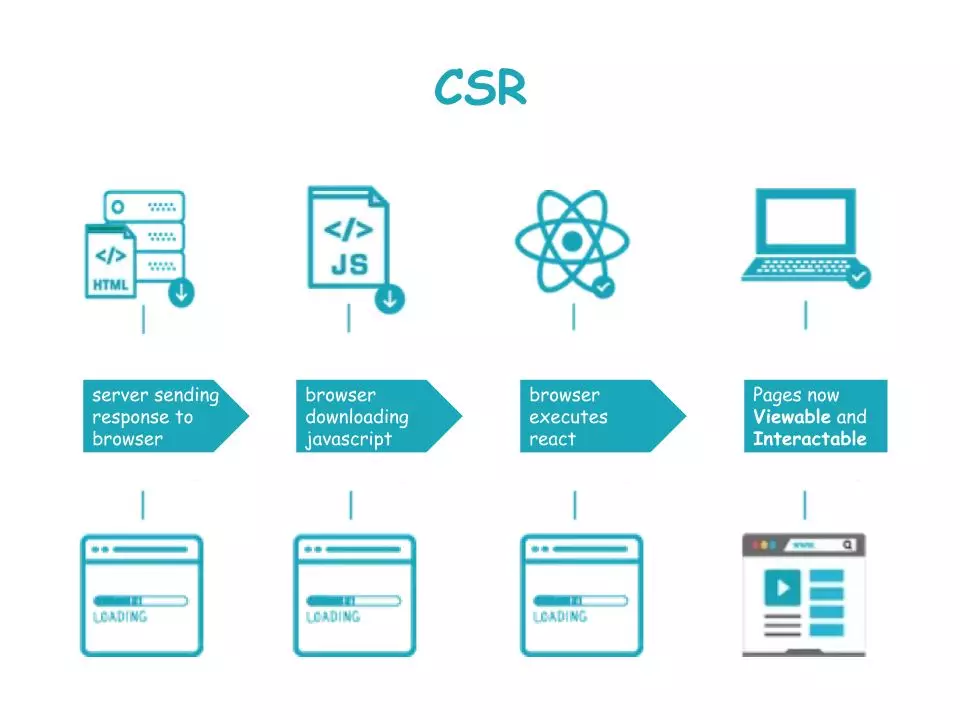 CSR
</>
HTML
</>
JS
server sending
response to
browser
browser
downloading
javascript
browser
executes
react
Pages now
Viewable and
Interactable
LOADING
LOADING
LOADING
www.